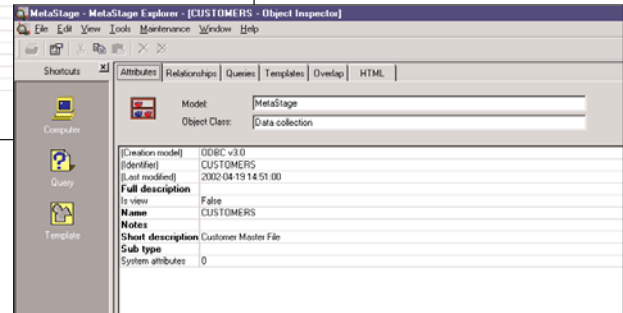 MetaStage - MetaStage Explorer - [CUSTOMERS - Object Inspector]
File Edit View Tools Maintenance Window Help
Shortcuts
Attributes Relationships Queries Templates Overlap HTML
Model: MetaStage
Object Class: Data collection
Computer
Query
Template
[Creation model] ODBC v3.0
[Identifier] CUSTOMERS
[Last modified] 2002-04-19 14:51:00
Full description
Is view False
Name CUSTOMERS
Notes
Short description Customer Master File
Sub type
System attributes 0